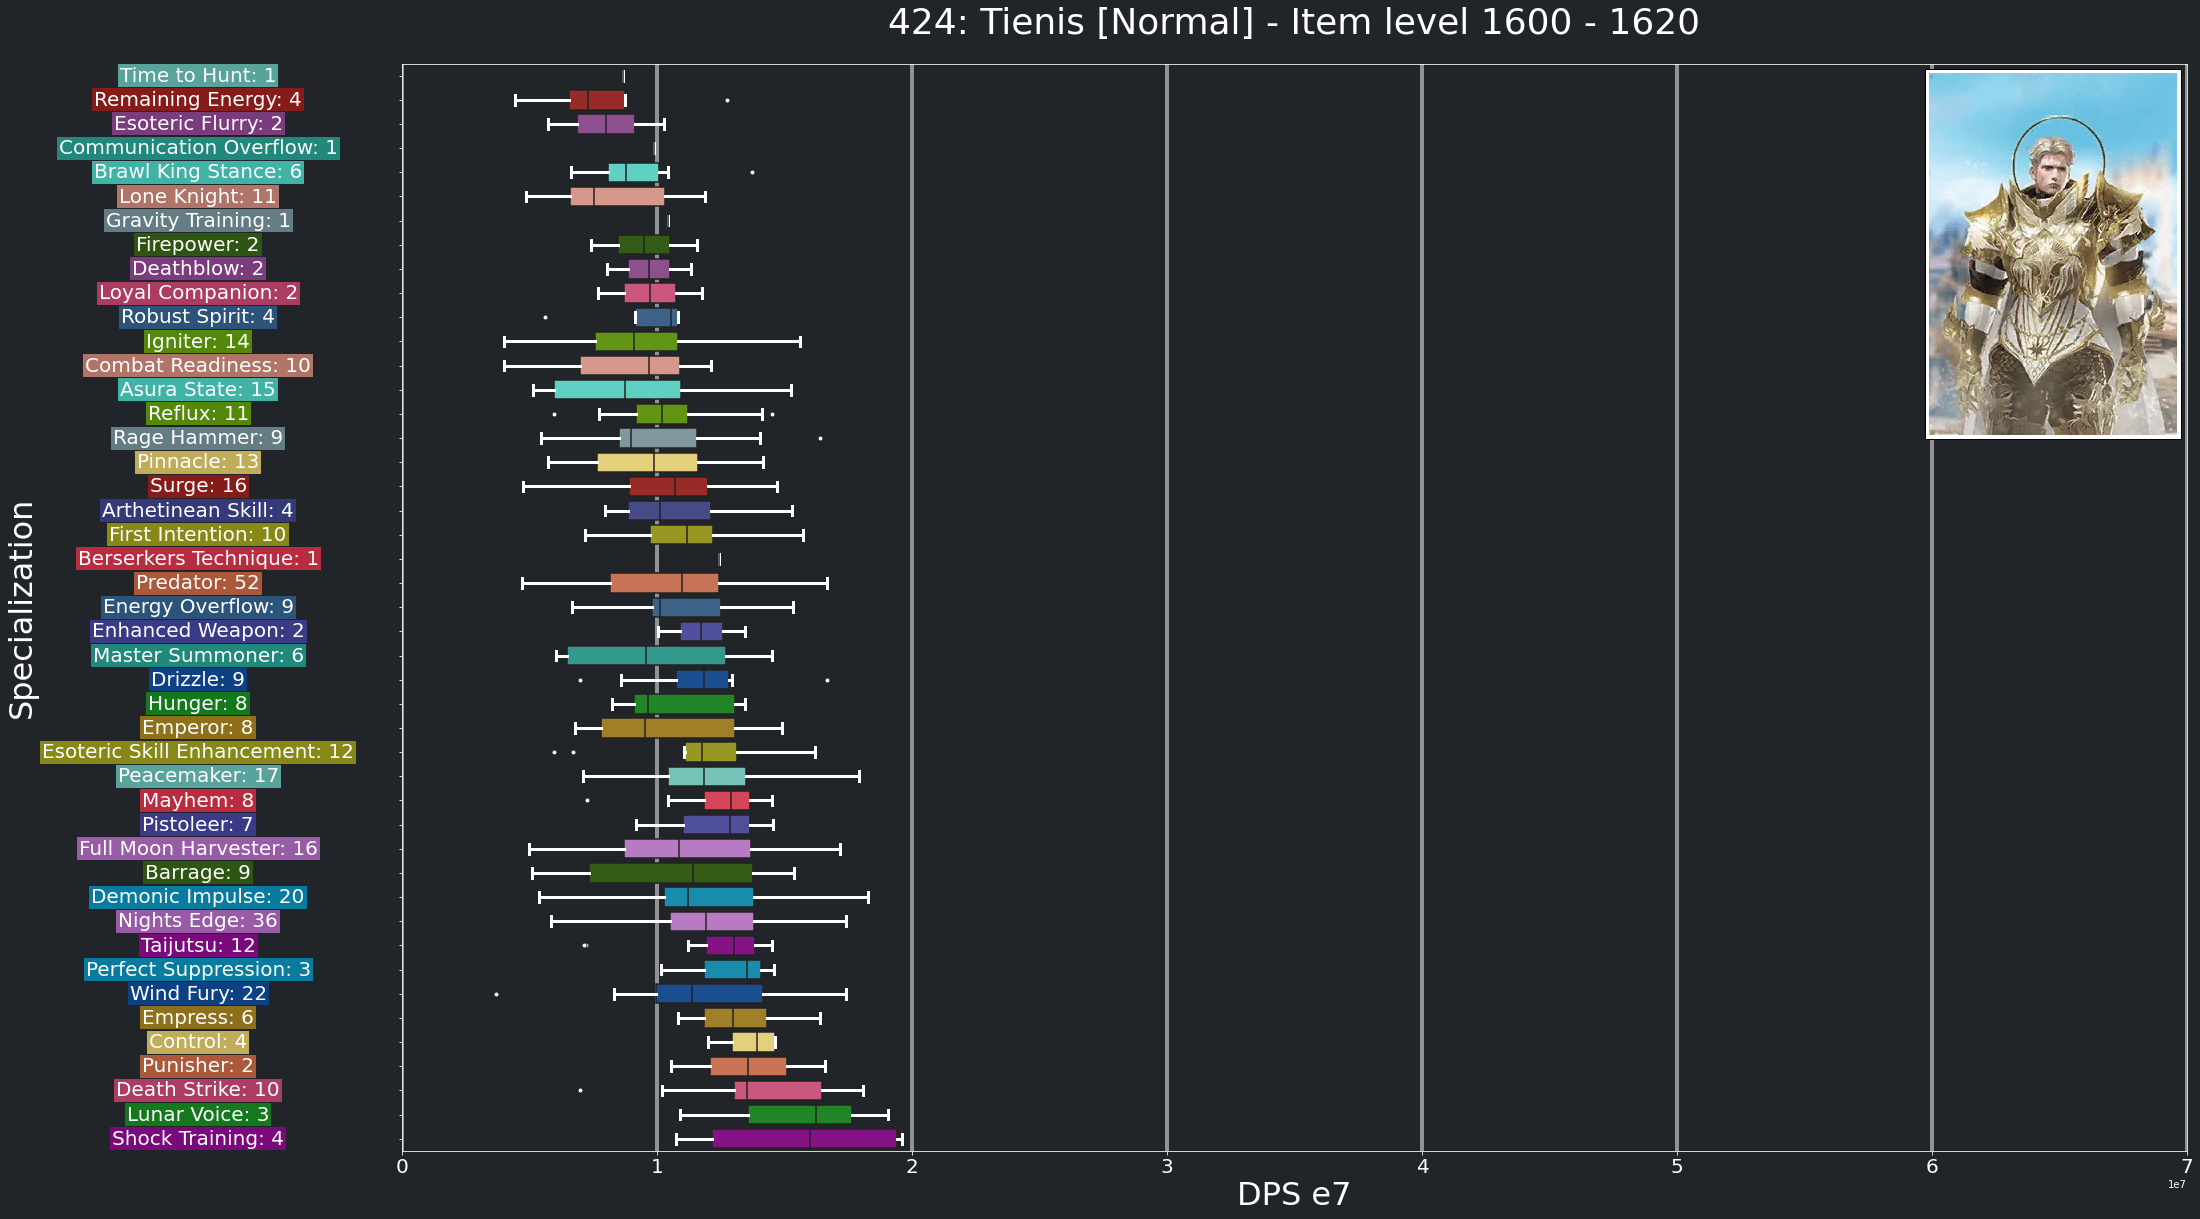 424: Tienis [Normal] - Item level 1600 - 1620
Specialization
Time to Hunt: 1
Remaining Energy: 4
Esoteric Flurry: 2
Communication Overflow: 1
Brawl King Stance: 6
Lone Knight: 11
Gravity Training: 1
Firepower: 2
Deathblow: 2
Loyal Companion: 2
Robust Spirit: 4
Igniter: 14
Combat Readiness: 10
Asura State: 15
Reflux: 11
Rage Hammer: 9
Pinnacle: 13
Surge: 16
Arthetinean Skill: 4
First Intention: 10
Berserkers Technique: 1
Predator: 52
Energy Overflow: 9
Enhanced Weapon: 2
Master Summoner: 6
Drizzle: 9
Hunger: 8
Emperor: 8
Esoteric Skill Enhancement: 12
Peacemaker: 17
Mayhem: 8
Pistoleer: 7
Full Moon Harvester: 16
Barrage: 9
Demonic Impulse: 20
Nights Edge: 36
Taijutsu: 12
Perfect Suppression: 3
Wind Fury: 22
Empress: 6
Control: 4
Punisher: 2
Death Strike: 10
Lunar Voice: 3
Shock Training: 4
0 1 2 3 4 5 6 7
1e7
DPS e7